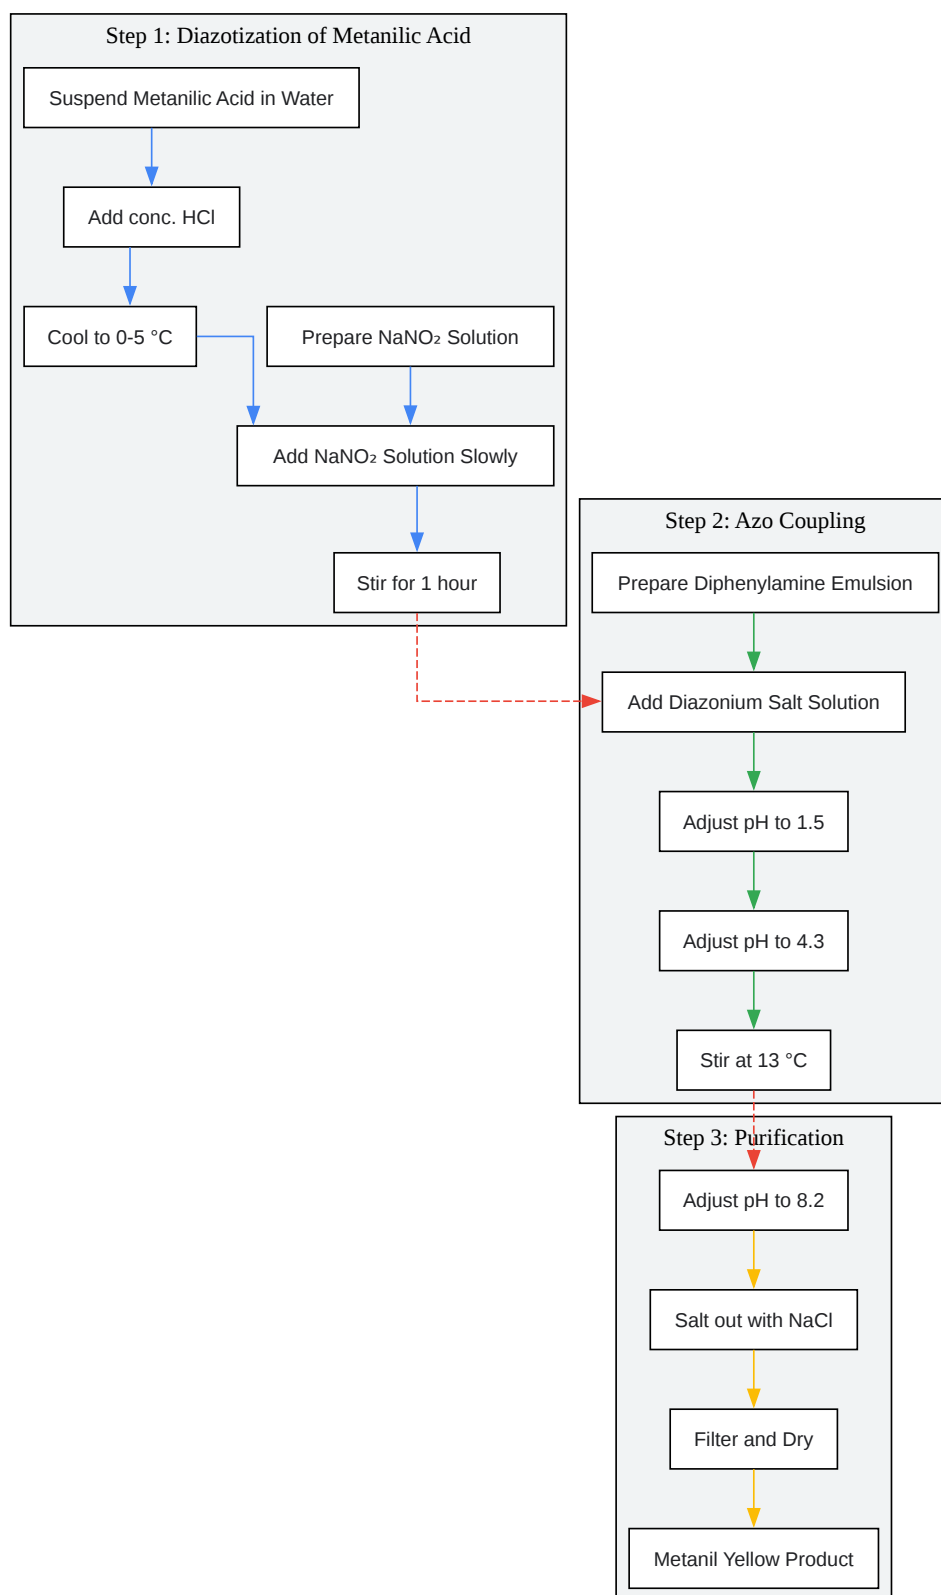 Step 1: Diazotization of Metanilic Acid
Suspend Metanilic Acid in Water
Add conc. HCl
Cool to 0-5 °C
Prepare NaNO₂ Solution
Add NaNO₂ Solution Slowly
Stir for 1 hour
Step 2: Azo Coupling
Prepare Diphenylamine Emulsion
Add Diazonium Salt Solution
Adjust pH to 1.5
Adjust pH to 4.3
Stir at 13 °C
Step 3: Purification
Adjust pH to 8.2
Salt out with NaCl
Filter and Dry
Metanil Yellow Product